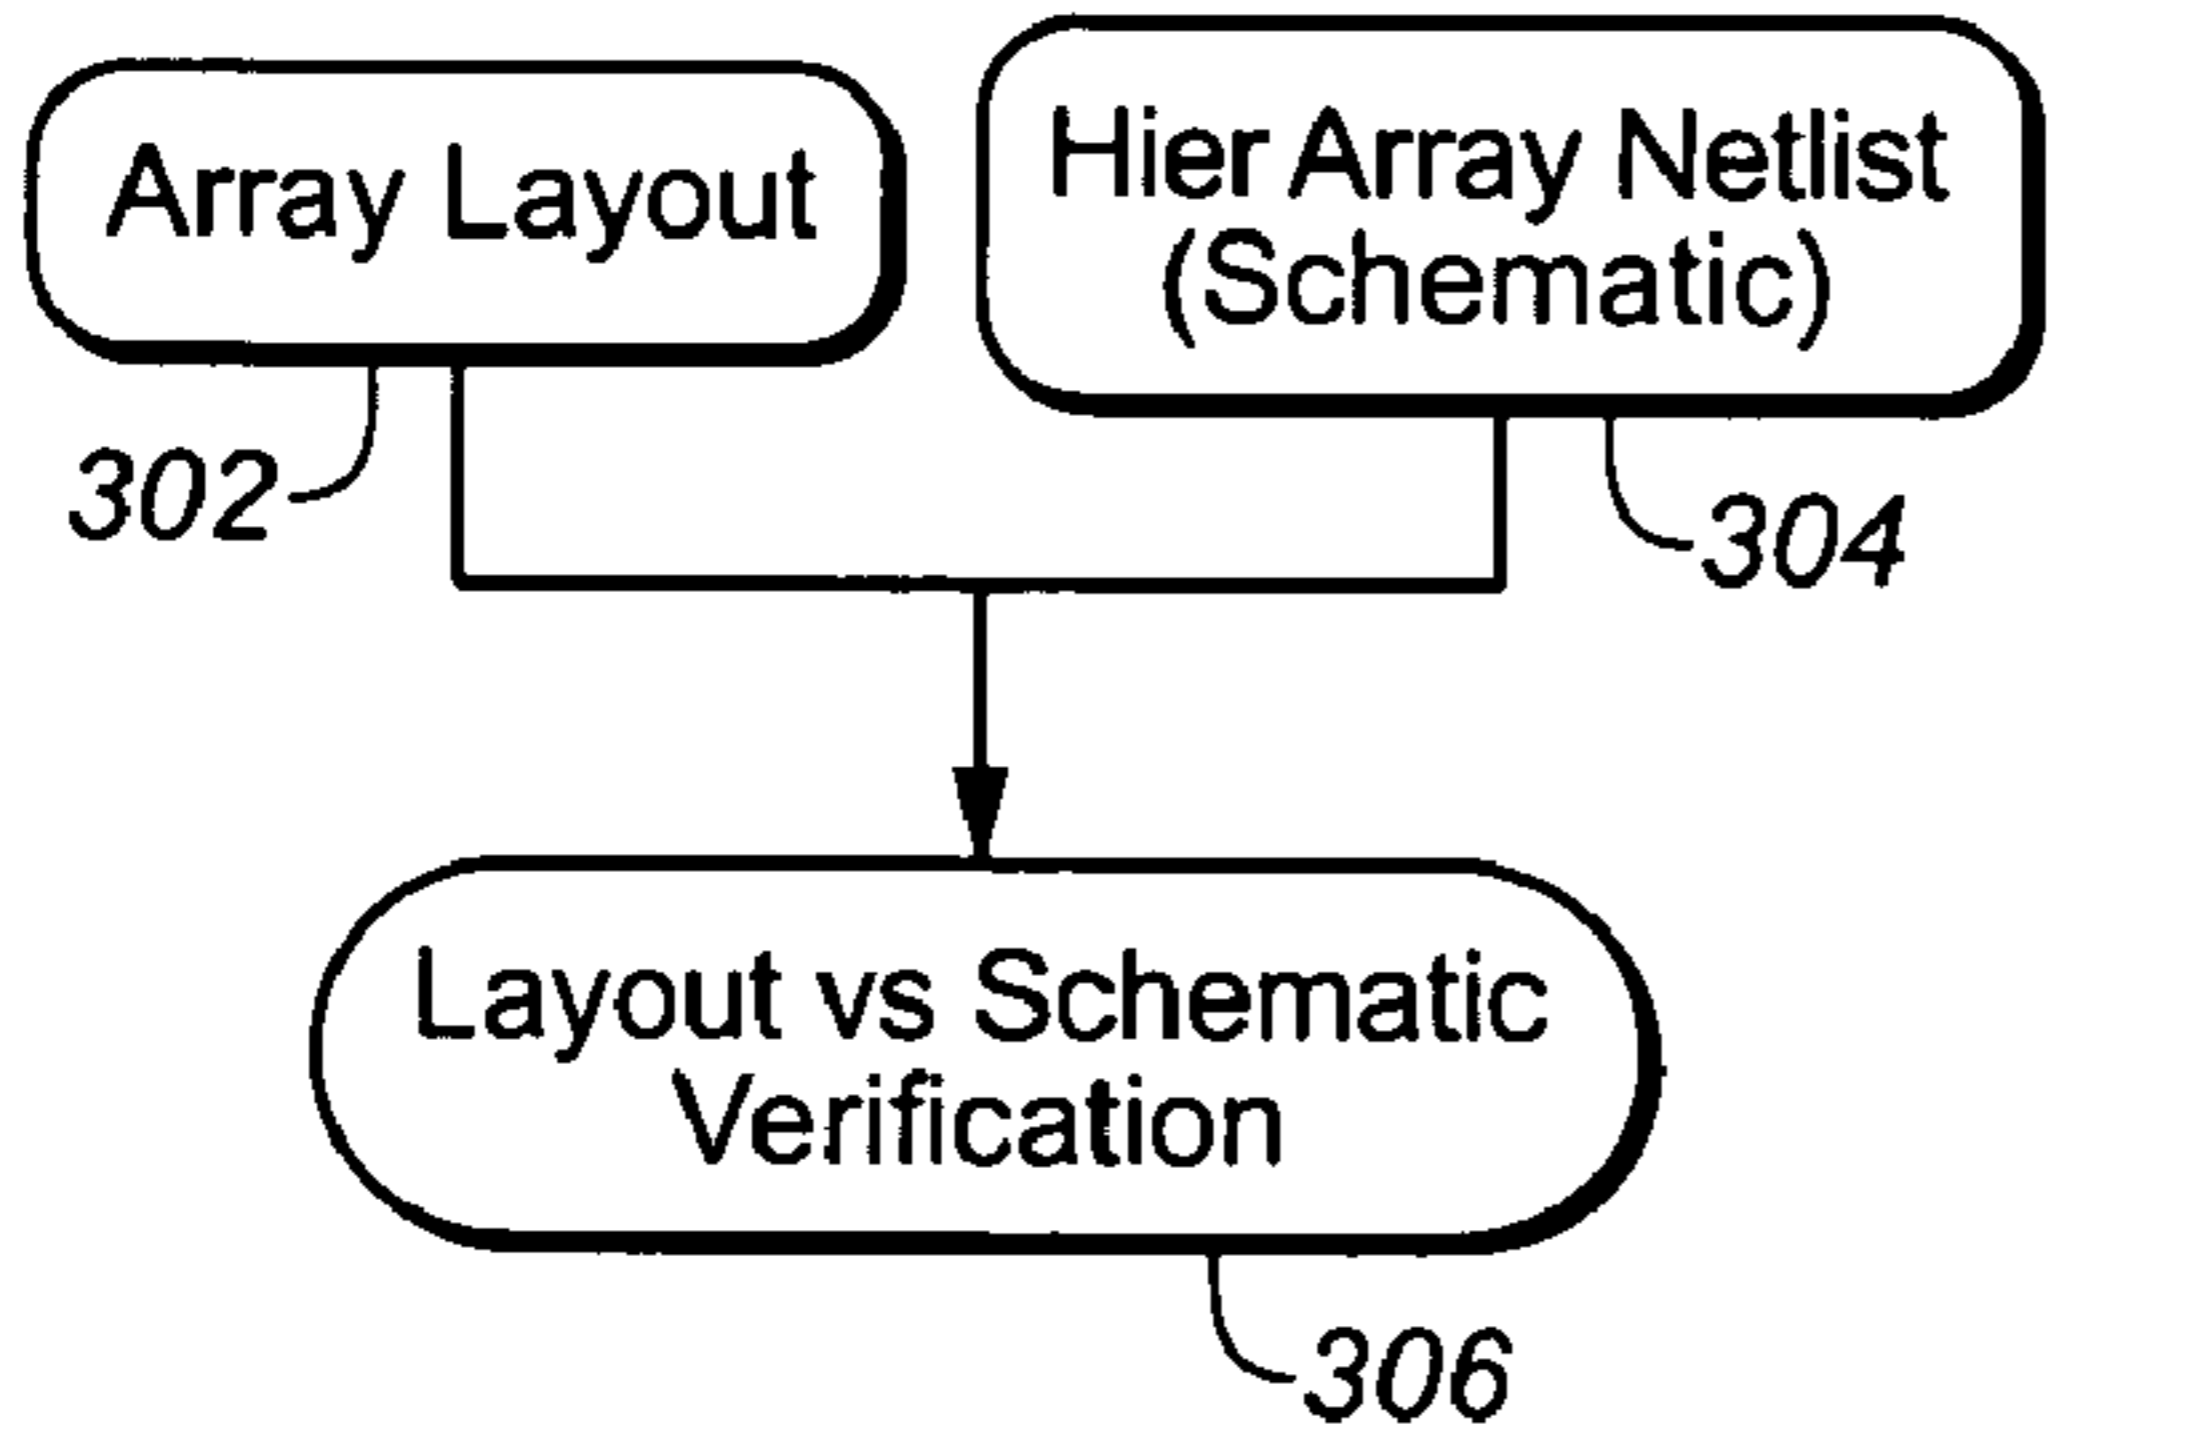 Array Layout
Hier Array Netlist
(Schematic)
302
304
Layout vs Schematic
Verification
306